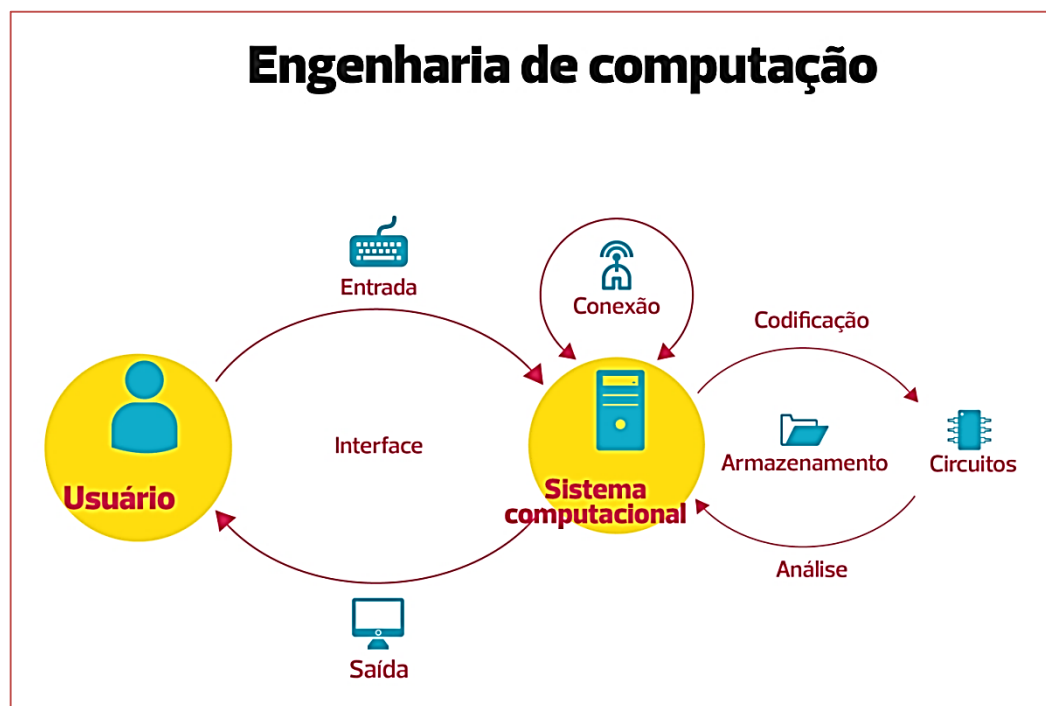 Engenharia de computação
Entrada
Conexão
Codificação
Interface
Usuário
Sistema
computacional
Armazenamento
Circuitos
Análise
Saída